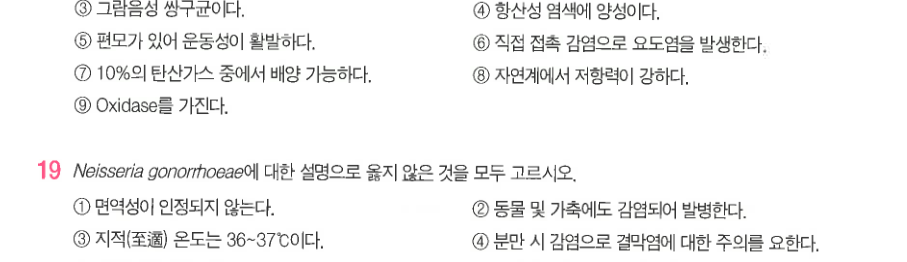 ③ 그람음성 쌍구균이다. ④ 항산성 염색에 양성이다.
⑤ 편모가 있어 운동성이 활발하다. ⑥ 직접 접촉 감염으로 요도염을 발생한다.
⑦ 10%의 탄산가스 중에서 배양 가능하다. ⑧ 자연계에서 저항력이 강하다.
⑨ Oxidase를 가진다.
19 Neisseria gonorrhoeae에 대한 설명으로 옳지 않은 것을 모두 고르시오.
① 면역성이 인정되지 않는다. ② 동물 및 가축에도 감염되어 발병한다.
③ 지적(至適) 온도는 36~37℃이다. ④ 분만 시 감염으로 결막염에 대한 주의를 요한다.